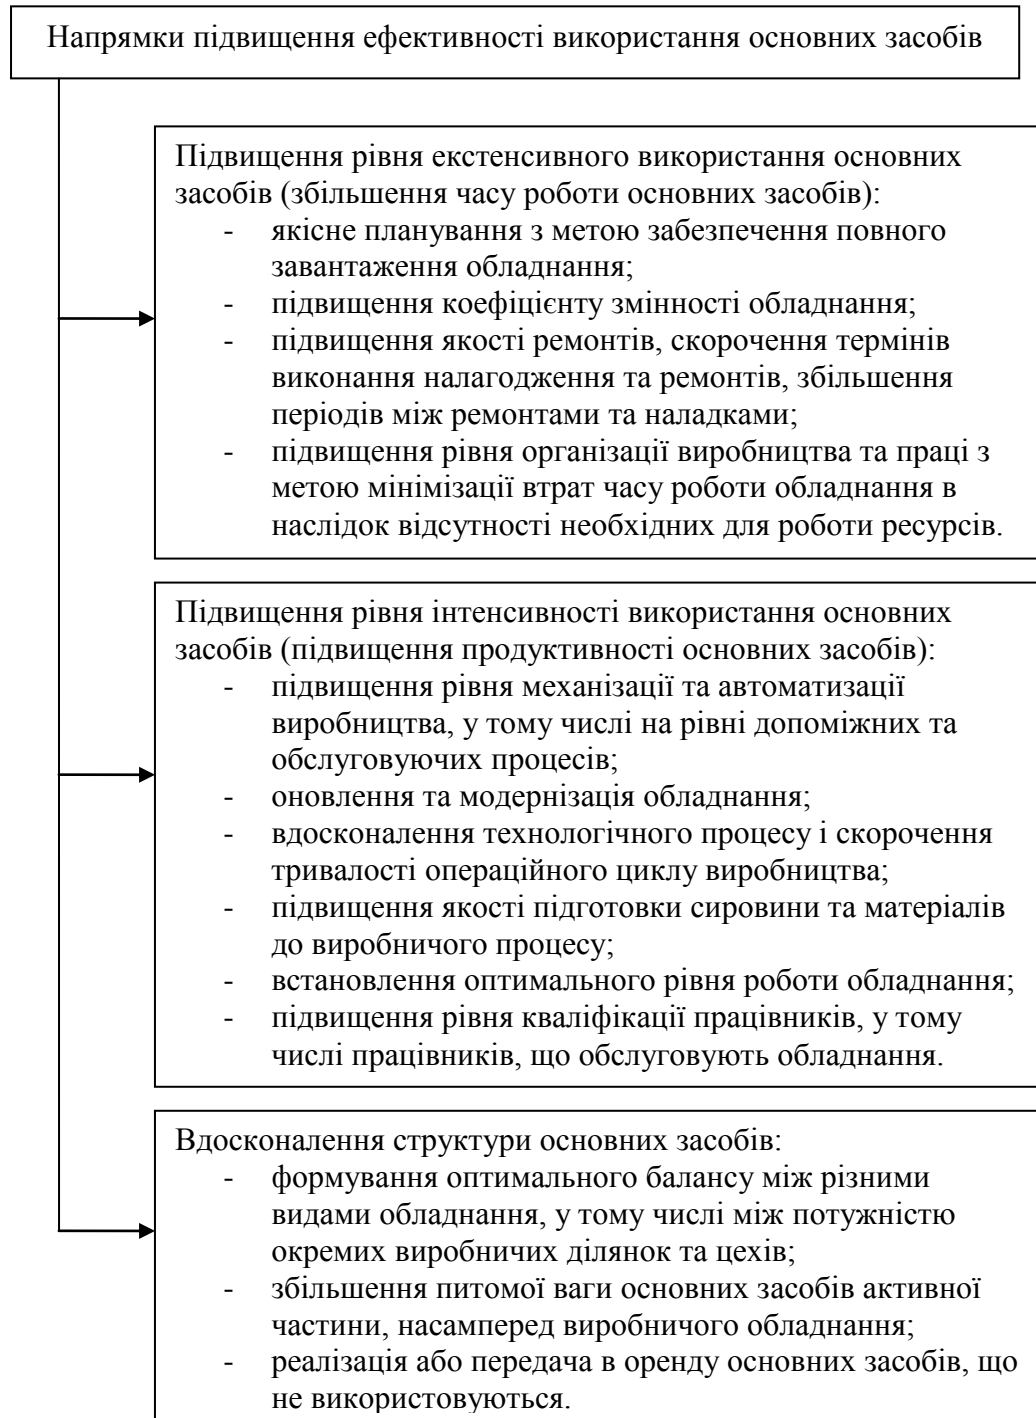 Напрямки підвищення ефективності використання основних засобів
Підвищення рівня екстенсивного використання основних
засобів (збільшення часу роботи основних засобів):
- якісне планування з метою забезпечення повного
завантаження обладнання;
- підвищення коефіцієнту змінності обладнання;
- підвищення якості ремонтів, скорочення термінів
виконання налагодження та ремонтів, збільшення
періодів між ремонтами та наладками;
- підвищення рівня організації виробництва та праці з
метою мінімізації втрат часу роботи обладнання в
наслідок відсутності необхідних для роботи ресурсів.
Підвищення рівня інтенсивності використання основних
засобів (підвищення продуктивності основних засобів):
- підвищення рівня механізації та автоматизації
виробництва, у тому числі на рівні допоміжних та
обслуговуючих процесів;
- оновлення та модернізація обладнання;
- вдосконалення технологічного процесу і скорочення
тривалості операційного циклу виробництва;
- підвищення якості підготовки сировини та матеріалів
до виробничого процесу;
- встановлення оптимального рівня роботи обладнання;
- підвищення рівня кваліфікації працівників, у тому
числі працівників, що обслуговують обладнання.
Вдосконалення структури основних засобів:
- формування оптимального балансу між різними
видами обладнання, у тому числі між потужністю
окремих виробничих ділянок та цехів;
- збільшення питомої ваги основних засобів активної
частини, насамперед виробничого обладнання;
- реалізація або передача в оренду основних засобів, що
не використовуються.